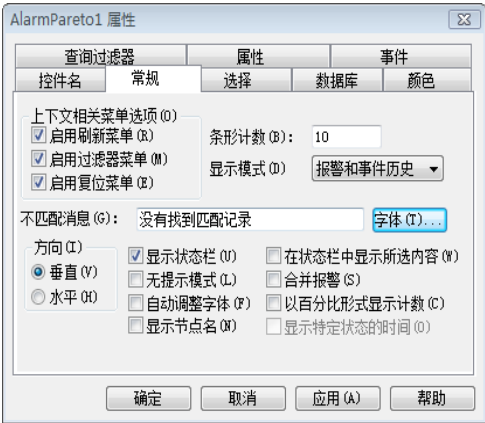 AlarmPareto1 属性
查询过滤器 属性 事件
控件名 常规 选择 数据库 颜色
上下文相关菜单选项(O)
启用刷新菜单(R)
启用过滤器菜单(M)
启用复位菜单(E)
条形计数(B): 10
显示模式(D) 报警和事件历史
不匹配消息(G): 没有找到匹配记录 字体(T)...
方向(I)
垂直(V)
水平(H)
显示状态栏(U) 在状态栏中显示所选内容(W)
无提示模式(L) 合并报警(S)
自动调整字体(F) 以百分比形式显示计数(C)
显示节点名(N) 显示特定状态的时间(O)
确定 取消 应用(A) 帮助